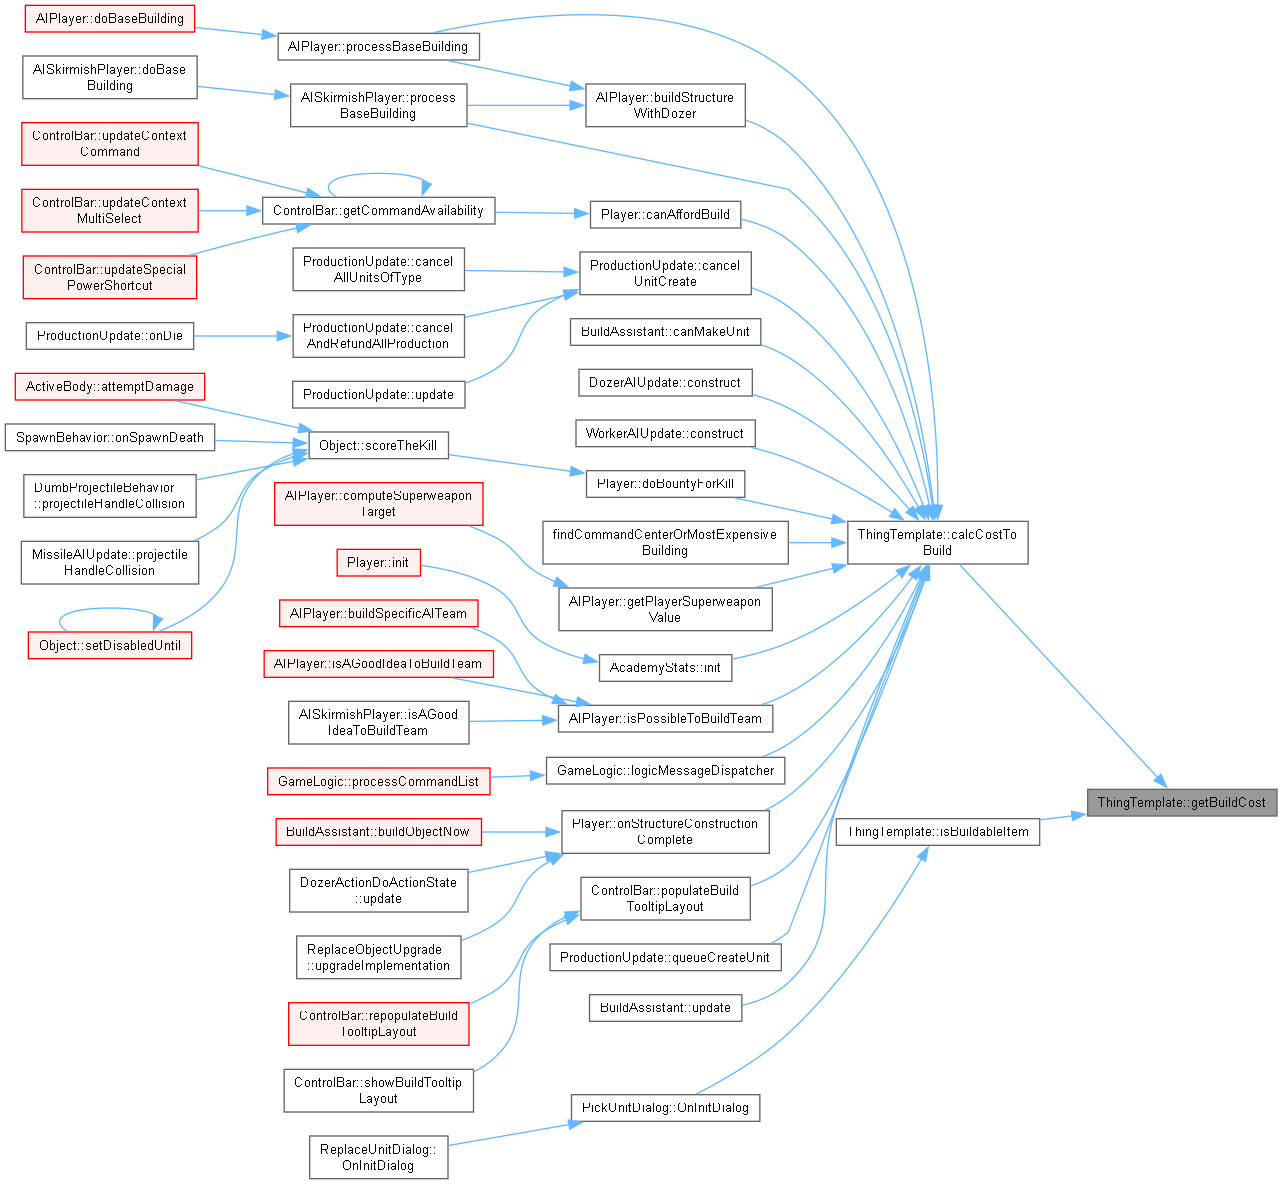 AIPlayer::doBaseBuilding
AIPlayer::processBaseBuilding
AISkirmishPlayer::doBase
Building
AISkirmishPlayer::process
BaseBuilding
AIPlayer::buildStructure
WithDozer
ControlBar::updateContext
Command
ControlBar::updateContext
MultiSelect
ControlBar::updateSpecial
PowerShortcut
ControlBar::getCommandAvailability
Player::canAffordBuild
ProductionUpdate::cancel
AllUnitsOfType
ProductionUpdate::cancel
UnitCreate
ProductionUpdate::onDie
ProductionUpdate::cancel
AndRefundAllProduction
ProductionUpdate::update
BuildAssistant::canMakeUnit
DozerAIUpdate::construct
WorkerAIUpdate::construct
ActiveBody::attemptDamage
SpawnBehavior::onSpawnDeath
DumbProjectileBehavior
::projectileHandleCollision
MissileAIUpdate::projectile
HandleCollision
Object::setDisabledUntil
Object::scoreTheKill
Player::doBountyForKill
AIPlayer::computeSuperweapon
Target
findCommandCenterOrMostExpensive
Building
ThingTemplate::calcCostTo
Build
Player::init
AIPlayer::getPlayerSuperweapon
Value
AIPlayer::buildSpecificAITeam
AIPlayer::isAGoodIdeaToBuildTeam
AcademyStats::init
AISkirmishPlayer::isAGood
IdeaToBuildTeam
AIPlayer::isPossibleToBuildTeam
GameLogic::processCommandList
GameLogic::logicMessageDispatcher
ThingTemplate::getBuildCost
BuildAssistant::buildObjectNow
Player::onStructureConstruction
Complete
ThingTemplate::isBuildableItem
DozerActionDoActionState
::update
ControlBar::populateBuild
TooltipLayout
ReplaceObjectUpgrade
::upgradeImplementation
ProductionUpdate::queueCreateUnit
ControlBar::repopulateBuild
TooltipLayout
BuildAssistant::update
ControlBar::showBuildTooltip
Layout
PickUnitDialog::OnInitDialog
ReplaceUnitDialog::
OnInitDialog